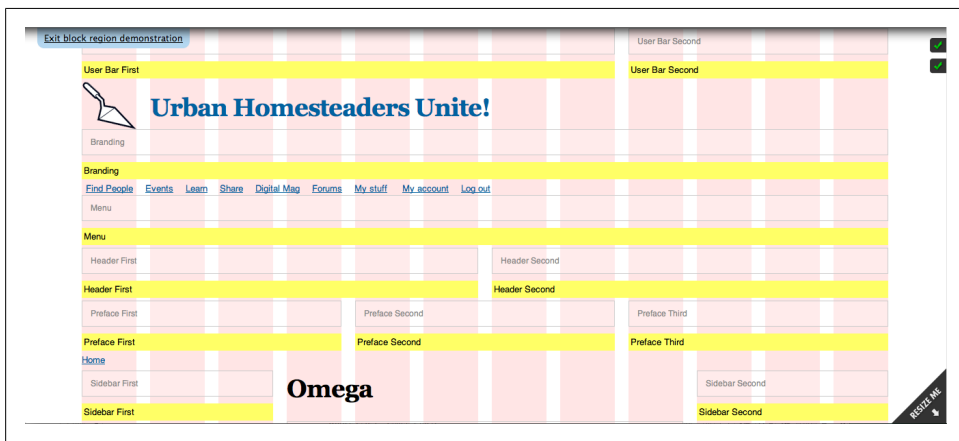 Exit block region demonstration
User Bar Second
User Bar First User Bar Second
Urban Homesteaders Unite!
Branding
Branding
Find People Events Learn Share Digital Mag Forums My stuff My account Log out
Menu
Menu
Header First Header Second
Header First Header Second
Preface First Preface Second Preface Third
Preface First Preface Second Preface Third
Home
Sidebar First Omega Sidebar Second
Sidebar First Sidebar Second
RESIZE ME